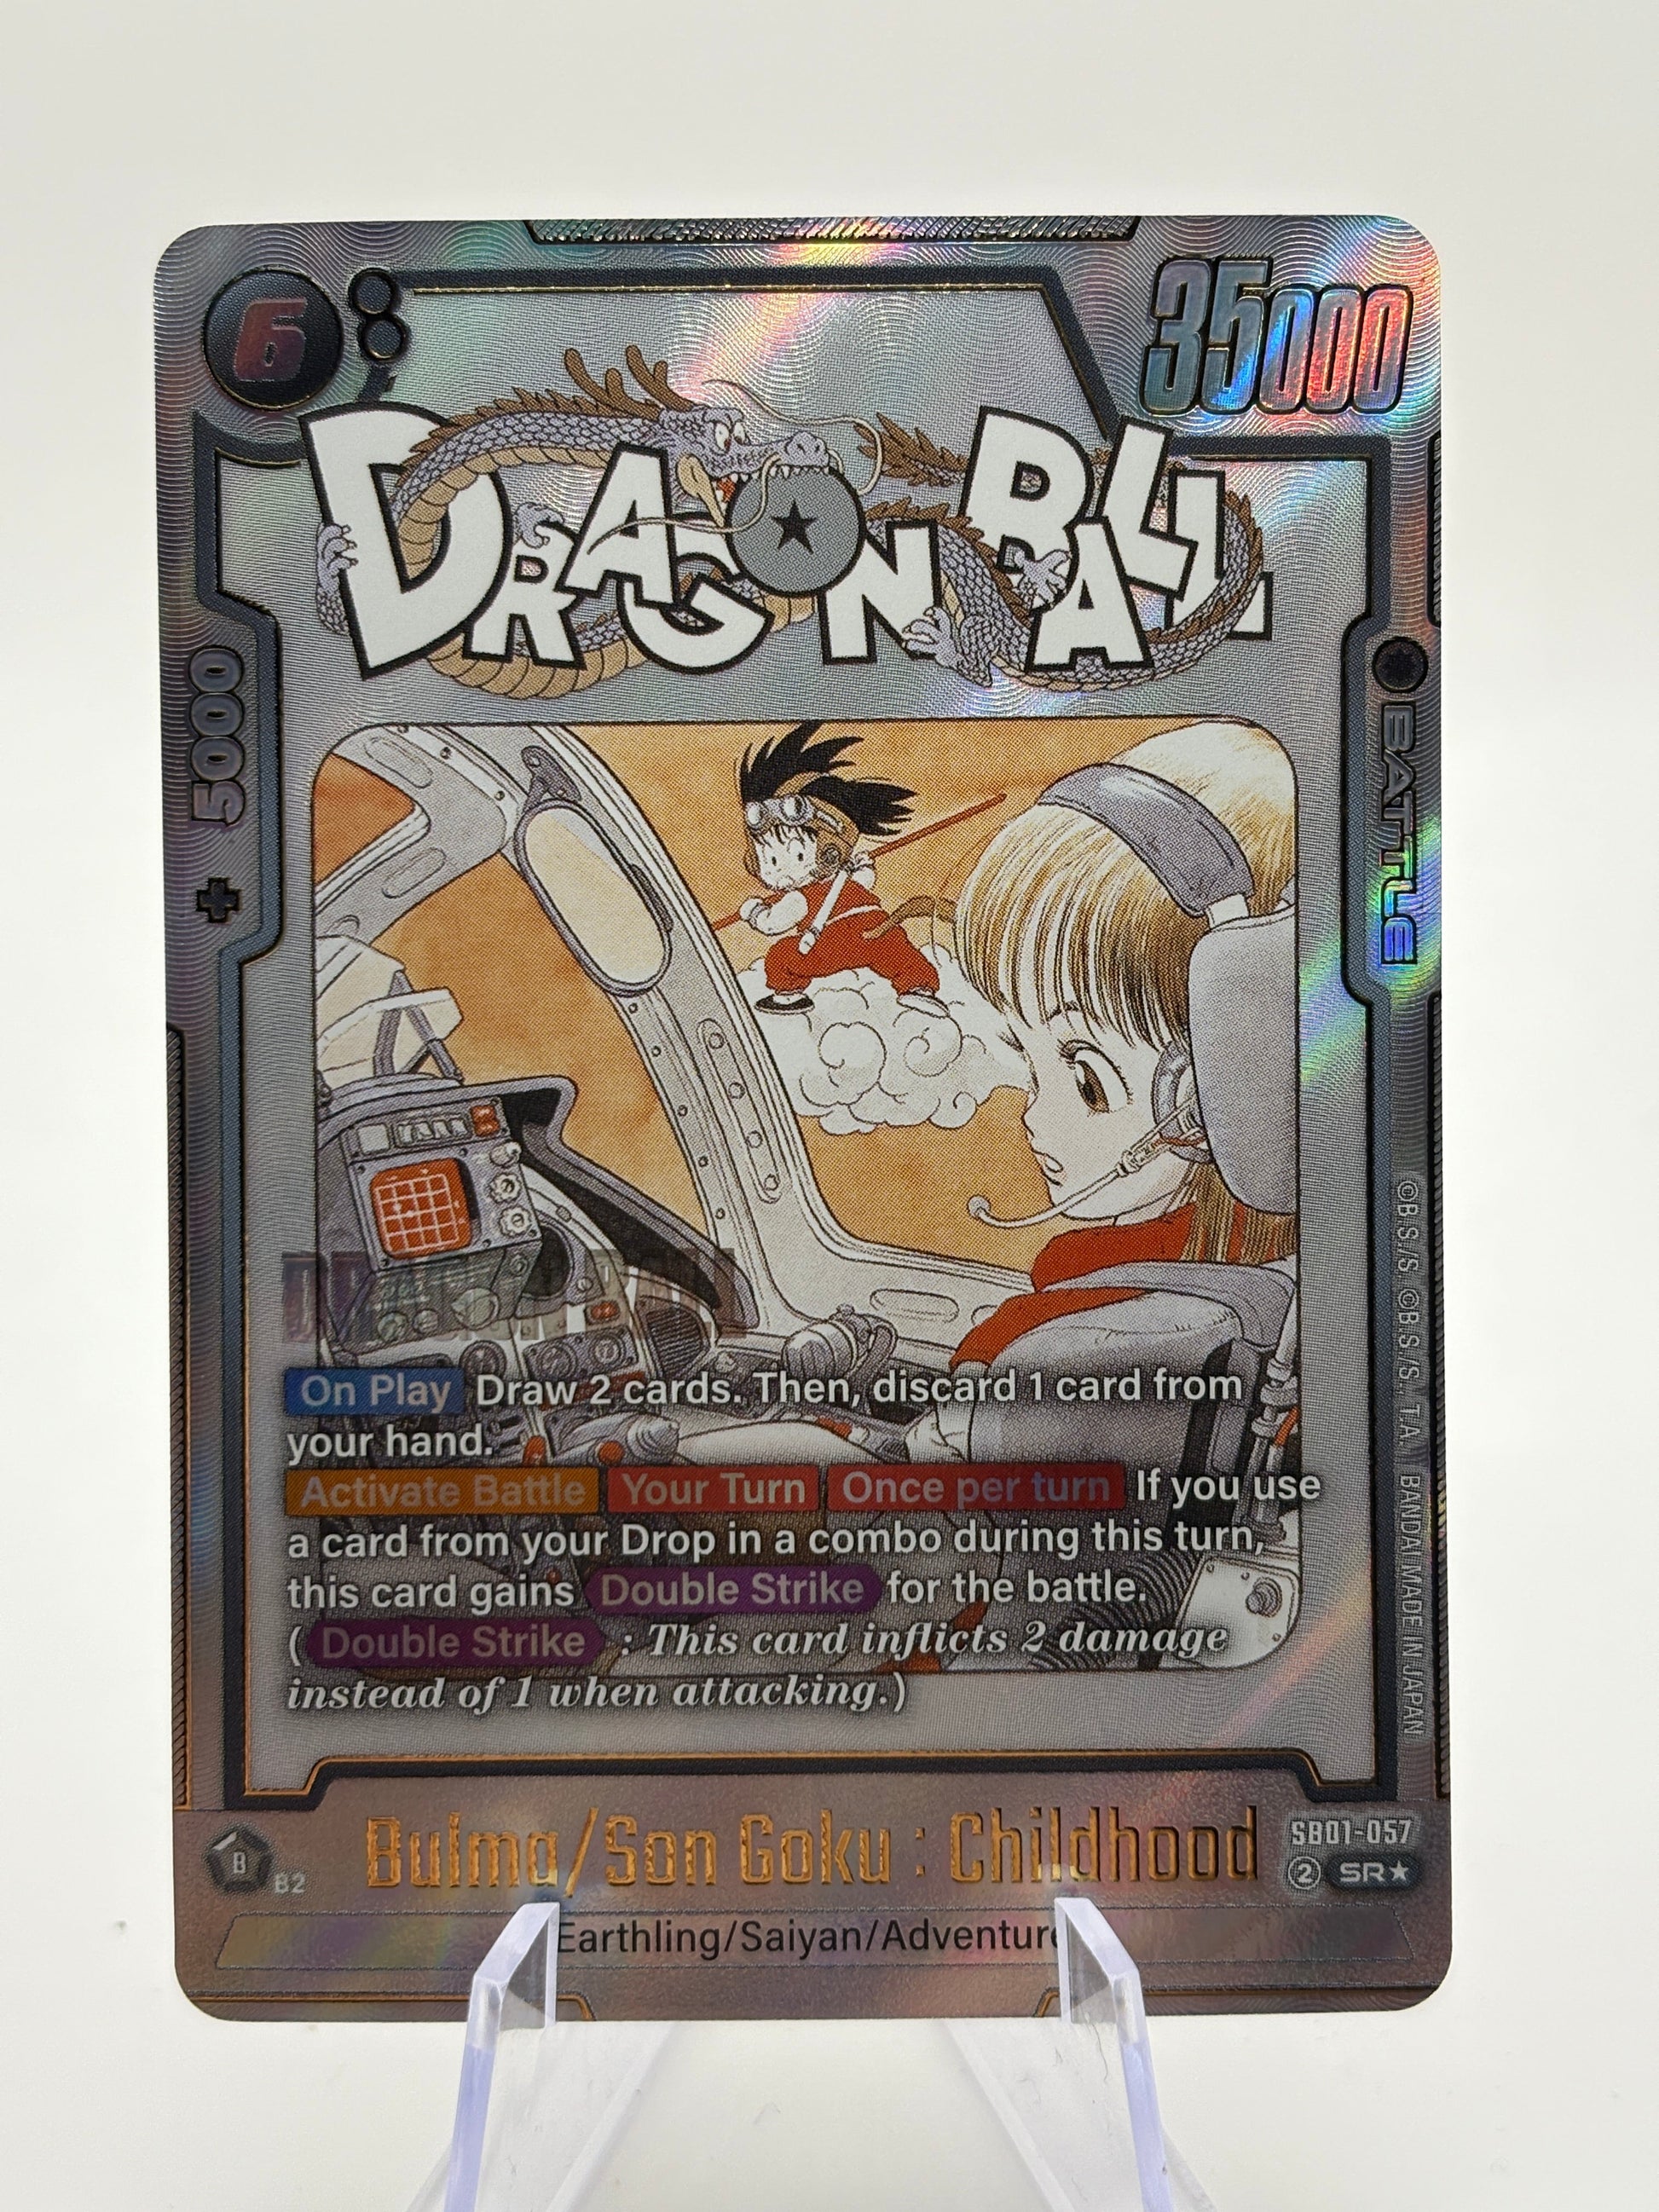 6
35000
DRAGON BALL
+ 5000
BATTLE
On Play Draw 2 cards. Then, discard 1 card from
your hand.
Activate Battle Your Turn Once per turn If you use
a card from your Drop in a combo during this turn,
this card gains Double Strike for the battle.
( Double Strike : This card inflicts 2 damage
instead of 1 when attacking.)
©B.S./S. ©B.S./S., T.A. BANDAI MADE IN JAPAN
Bulma/Son Goku : Childhood
SB01-057
2 SR★
B
B2
Earthling/Saiyan/Adventure